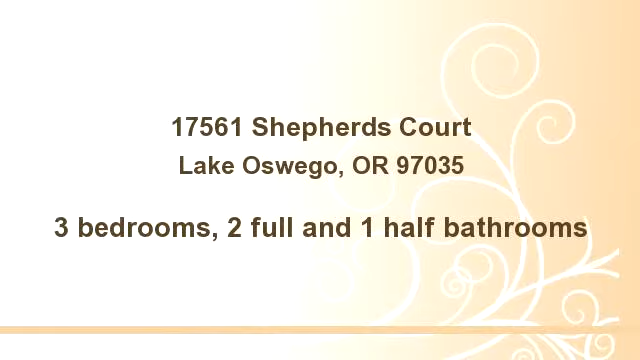 17561 Shepherds Court
Lake Oswego, OR 97035
3 bedrooms, 2 full and 1 half bathrooms